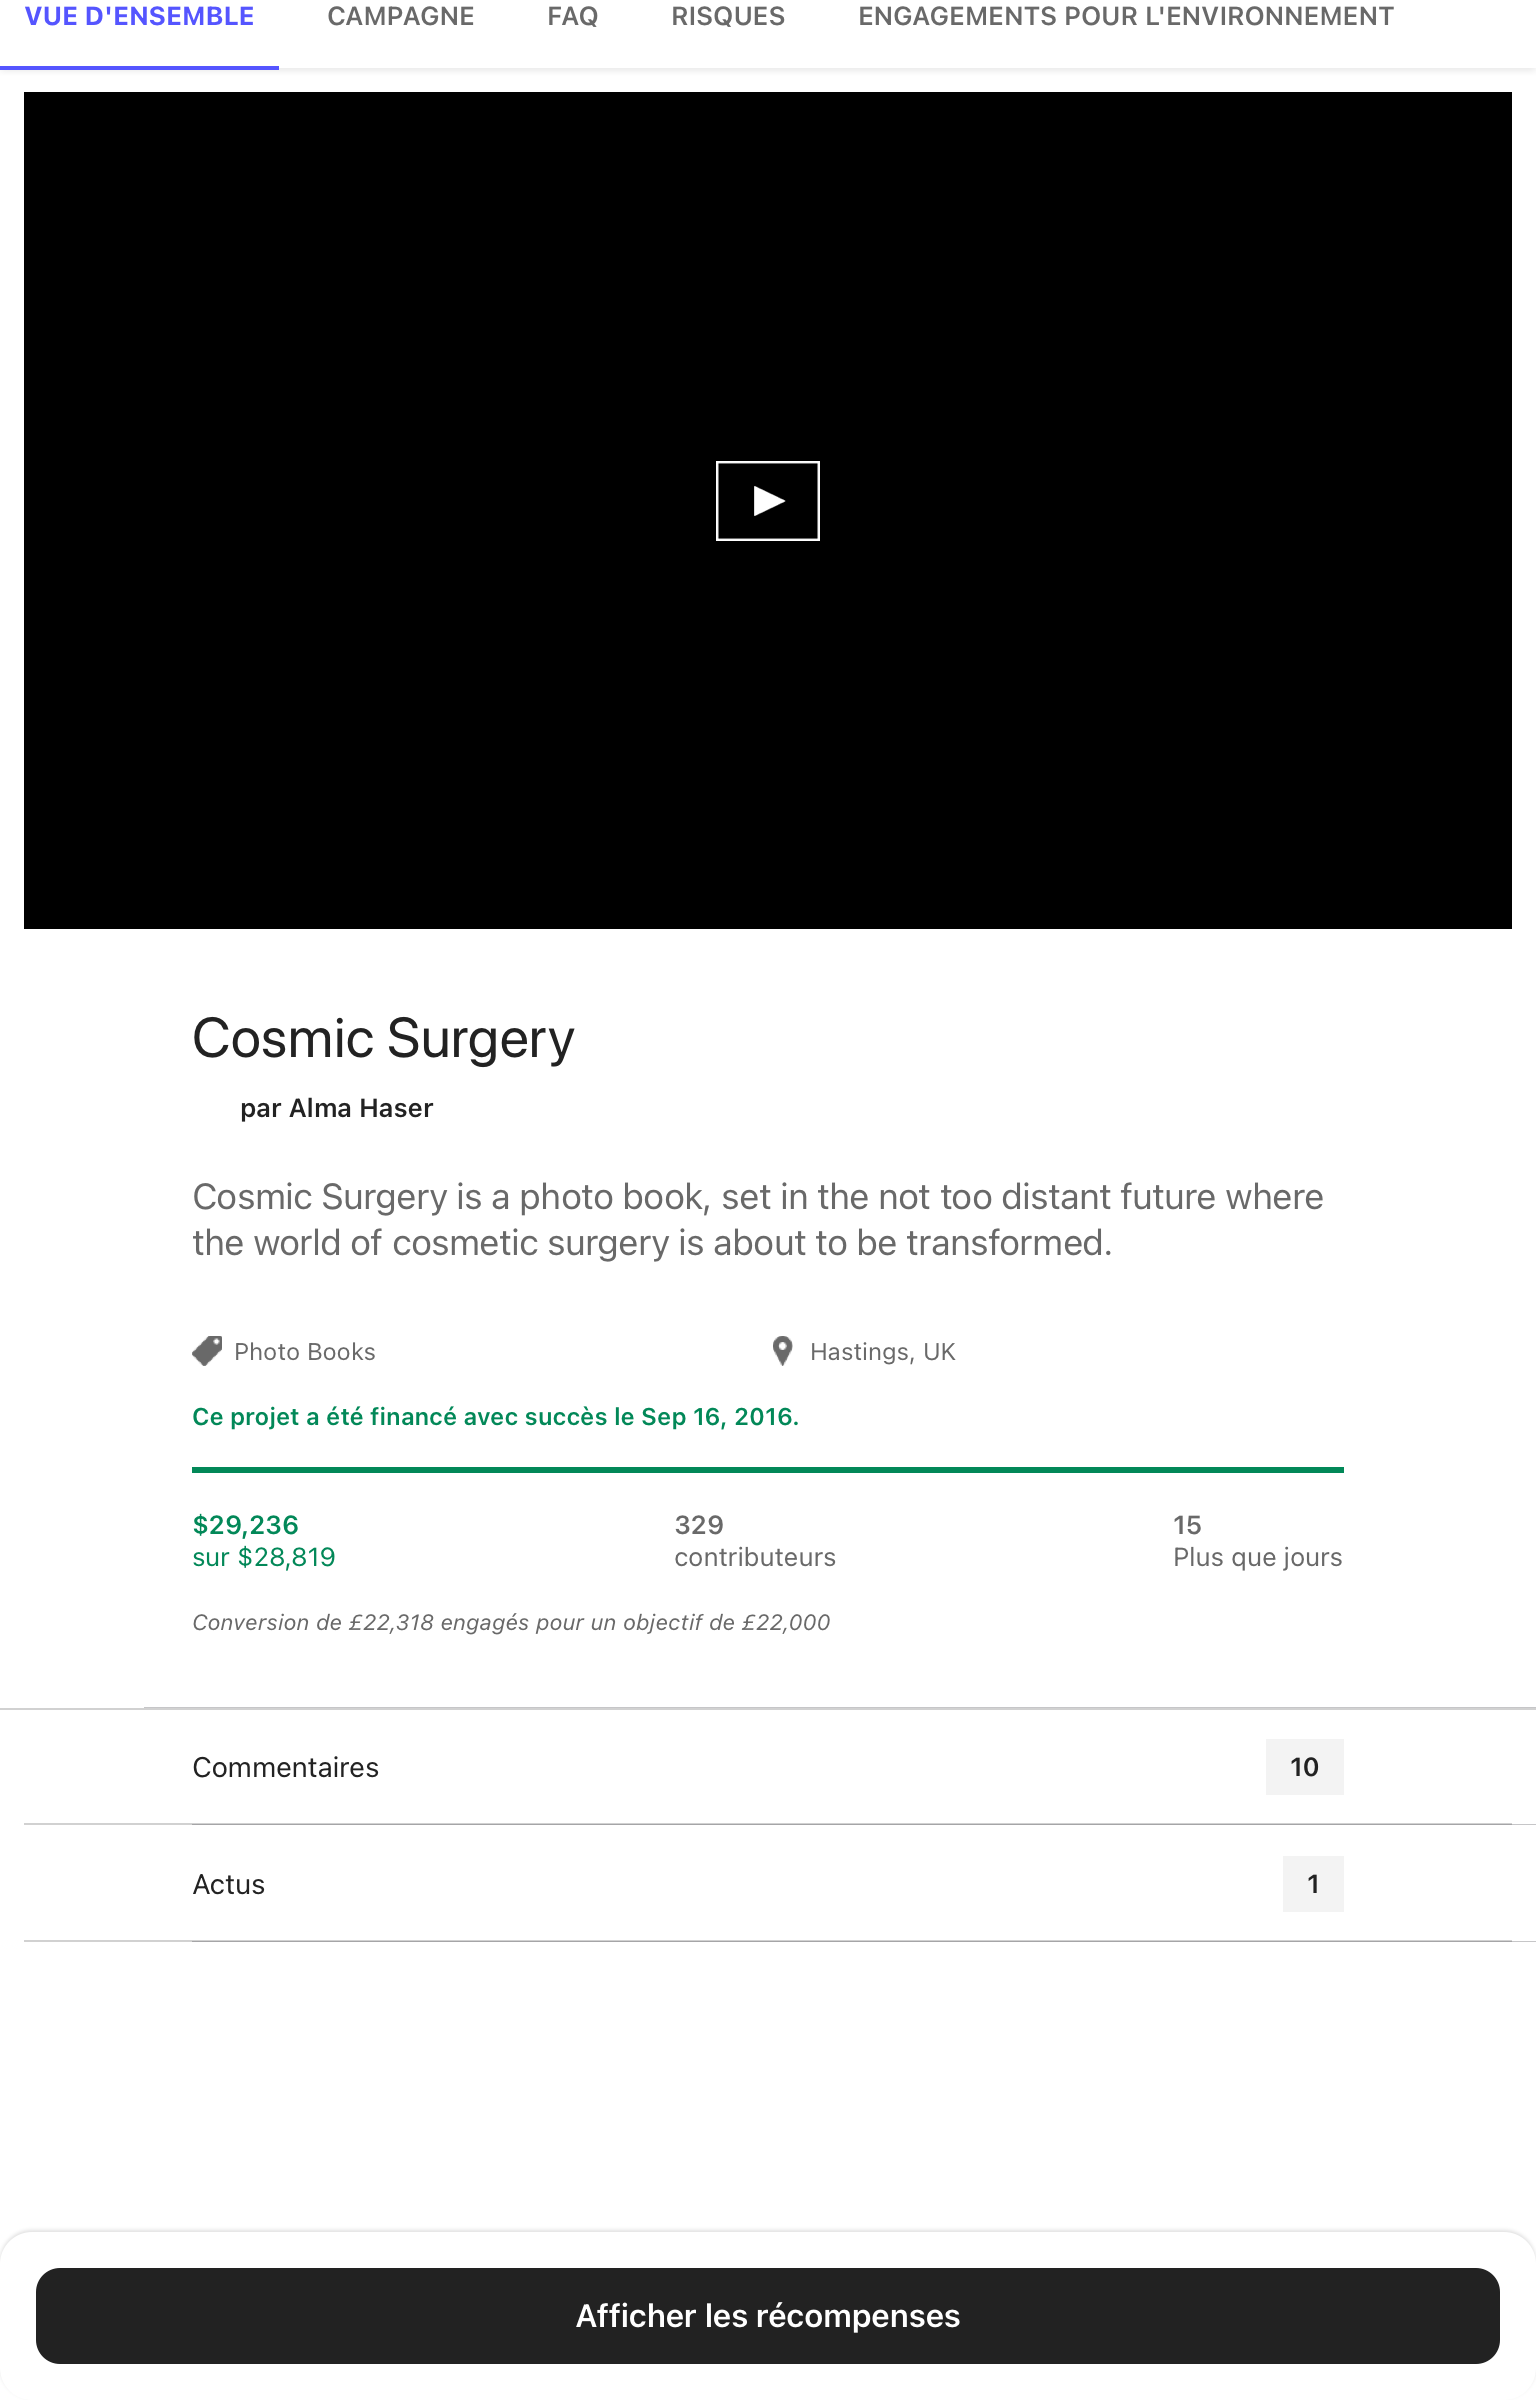 VUE D'ENSEMBLE CAMPAGNE FAQ RISQUES ENGAGEMENTS POUR L'ENVIRONNEMENT
Cosmic Surgery
par Alma Haser
Cosmic Surgery is a photo book, set in the not too distant future where
the world of cosmetic surgery is about to be transformed.
Photo Books Hastings, UK
Ce projet a été financé avec succès le Sep 16, 2016.
$29,236 329 15
sur $28,819 contributeurs Plus que jours
Conversion de £22,318 engagés pour un objectif de £22,000
Commentaires 10
Actus 1
Afficher les récompenses